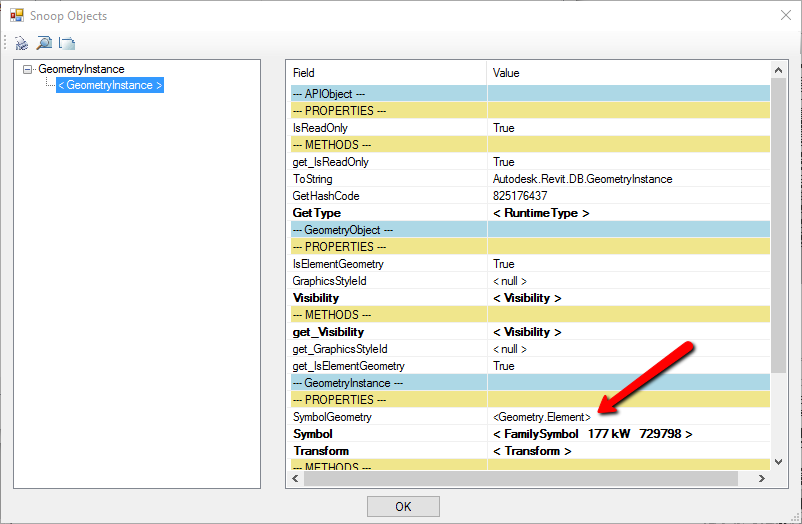 Snoop Objects
GeometryInstance
< GeometryInstance >
Field Value
--- APIObject ---
--- PROPERTIES ---
IsReadOnly True
--- METHODS ---
get_IsReadOnly True
ToString Autodesk.Revit.DB.GeometryInstance
GetHashCode 825176437
GetType < RuntimeType >
--- GeometryObject ---
--- PROPERTIES ---
IsElementGeometry True
GraphicsStyleId < null >
Visibility < Visibility >
--- METHODS ---
get_Visibility < Visibility >
get_GraphicsStyleId < null >
get_IsElementGeometry True
--- GeometryInstance ---
--- PROPERTIES ---
SymbolGeometry <Geometry.Element>
Symbol < FamilySymbol 177 kW 729798 >
Transform < Transform >
--- METHODS ---
OK